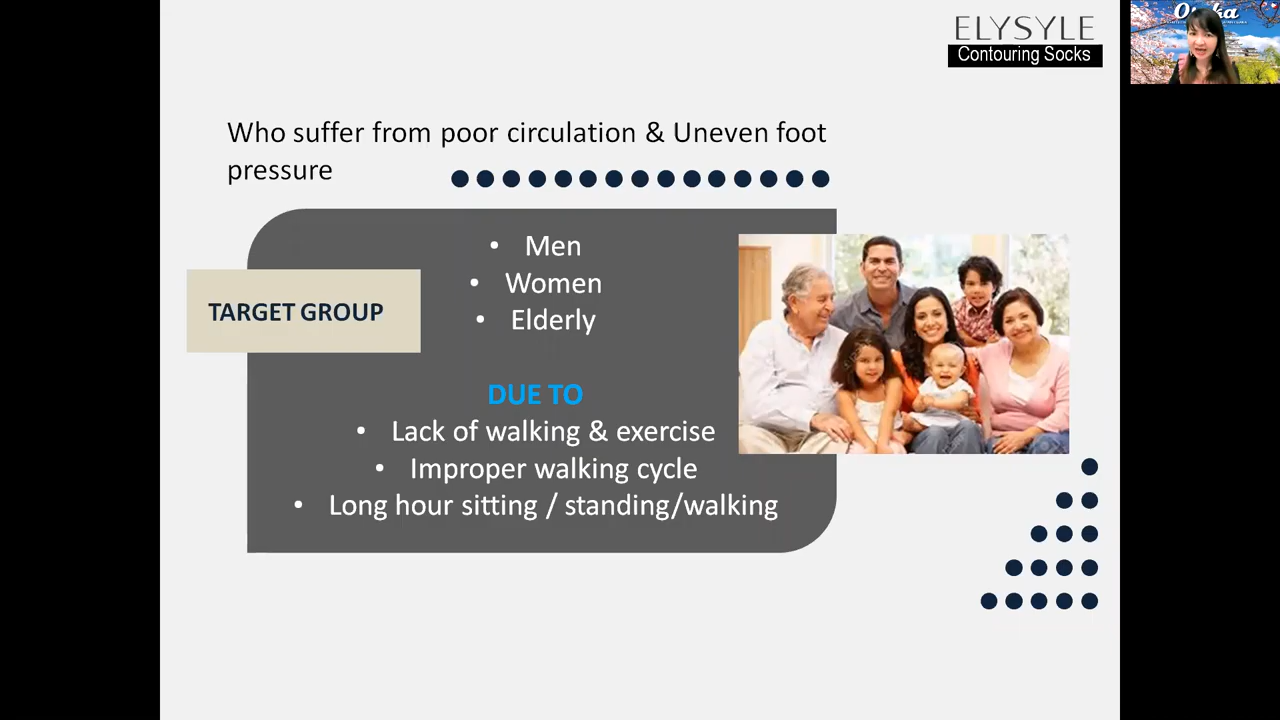 ELYSYLE
Contouring Socks
Who suffer from poor circulation & Uneven foot
pressure
TARGET GROUP
• Men
• Women
• Elderly
DUE TO
• Lack of walking & exercise
• Improper walking cycle
• Long hour sitting / standing/walking